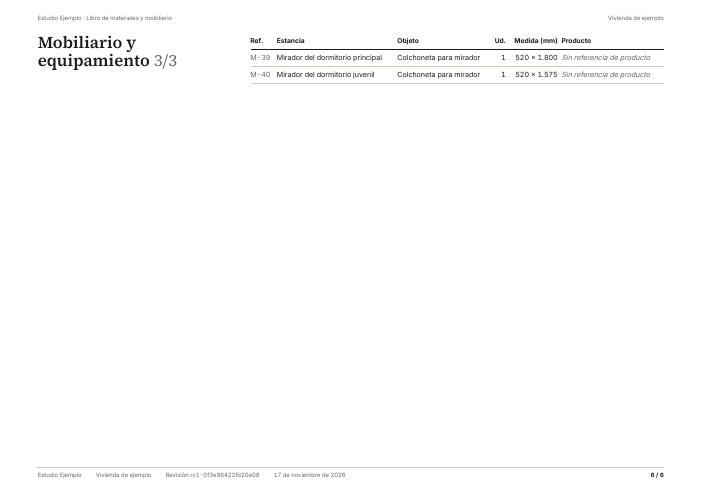 Estudio Ejemplo · Libro de materiales y mobiliario
Vivienda de ejemplo
Mobiliario y
equipamiento 3/3
Ref. Estancia Objeto Ud. Medida (mm) Producto
M-39 Mirador del dormitorio principal Colchoneta para mirador 1 520 × 1.800 Sin referencia de producto
M-40 Mirador del dormitorio juvenil Colchoneta para mirador 1 520 × 1.575 Sin referencia de producto
Estudio Ejemplo Vivienda de ejemplo Revisión rv1-0f3e96422fd20e08 17 de noviembre de 2026 6 / 6